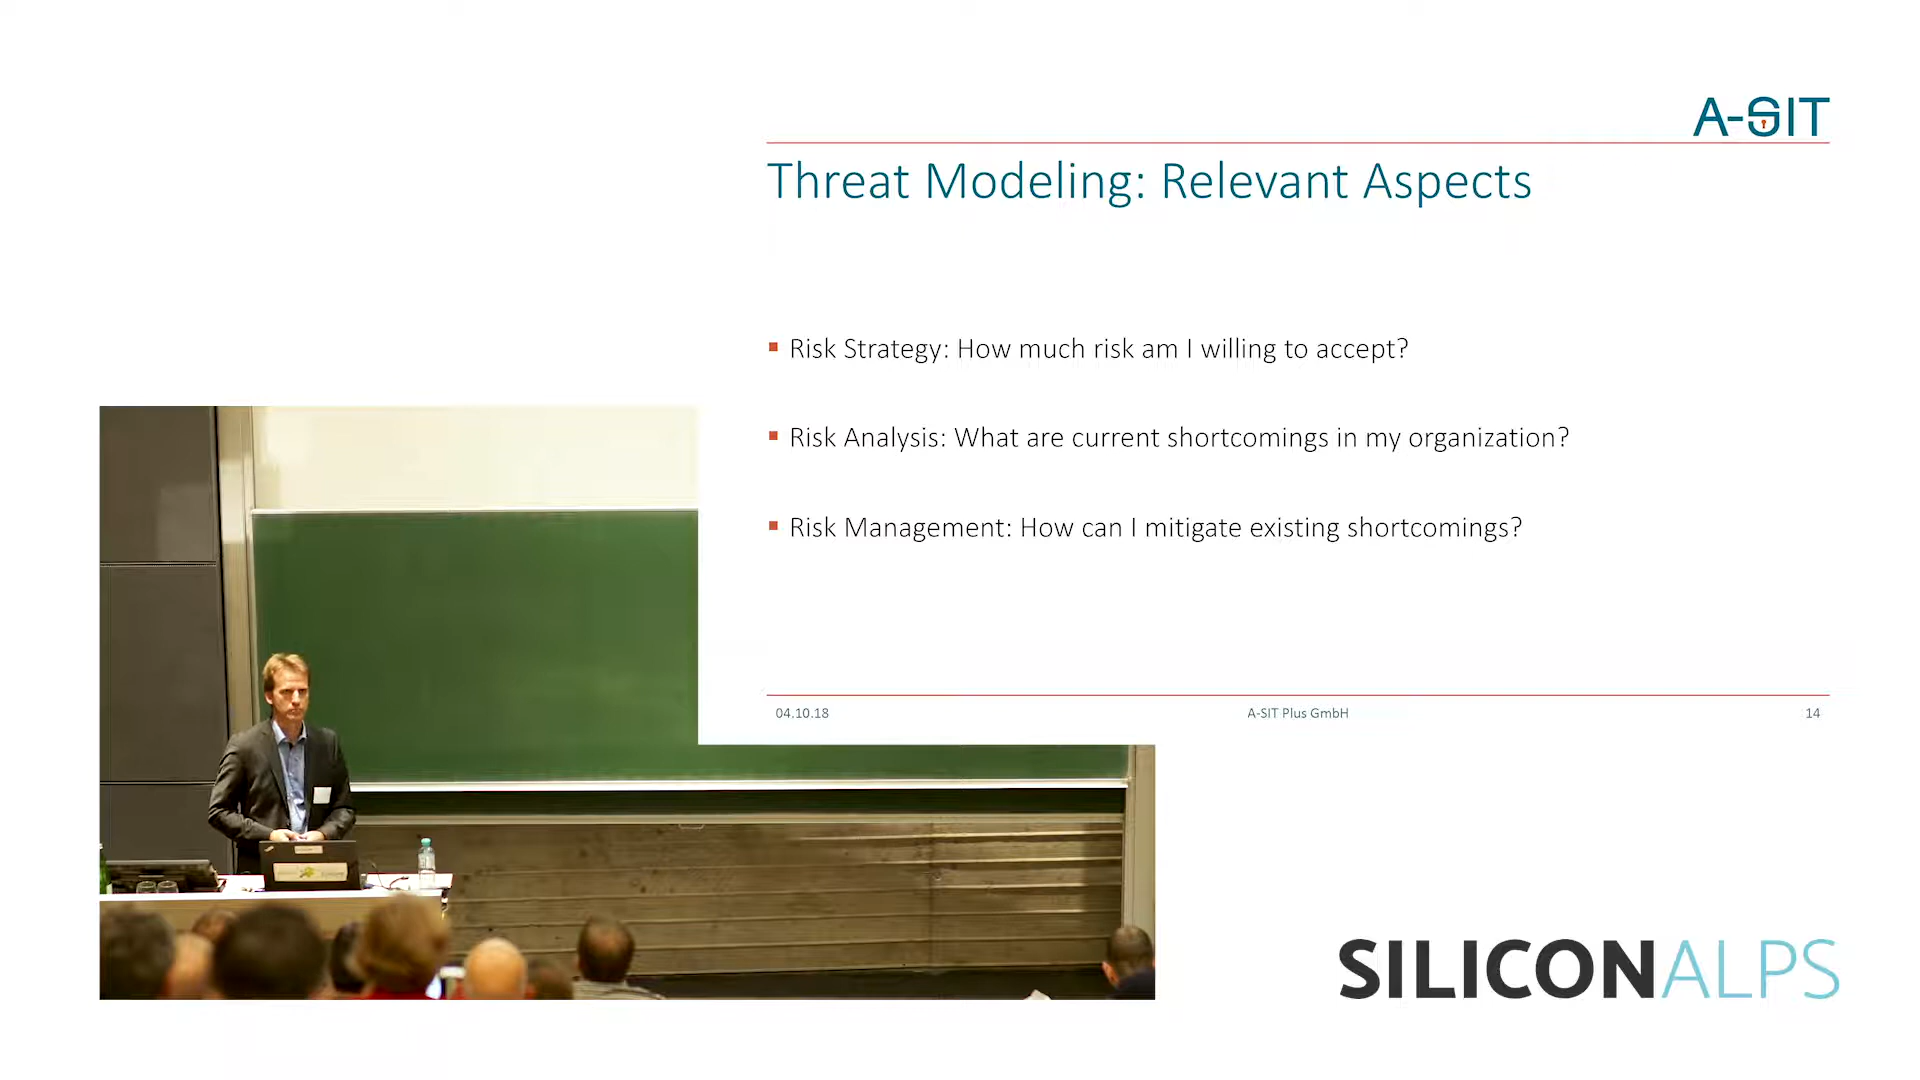 A-SIT
Threat Modeling: Relevant Aspects
Risk Strategy: How much risk am I willing to accept?
Risk Analysis: What are current shortcomings in my organization?
Risk Management: How can I mitigate existing shortcomings?
04.10.18 A-SIT Plus GmbH 14
SILICONALPS